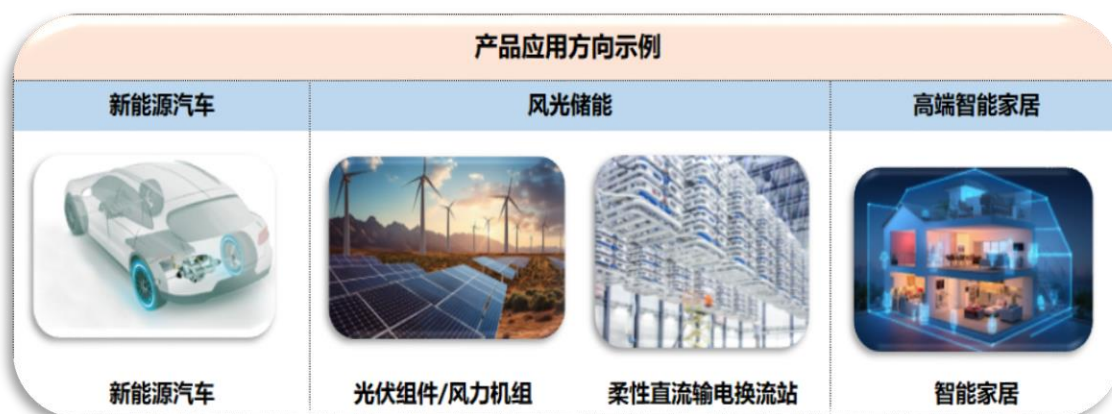 产品应用方向示例
新能源汽车 风光储能 高端智能家居
新能源汽车 光伏组件/风力机组 柔性直流输电换流站 智能家居